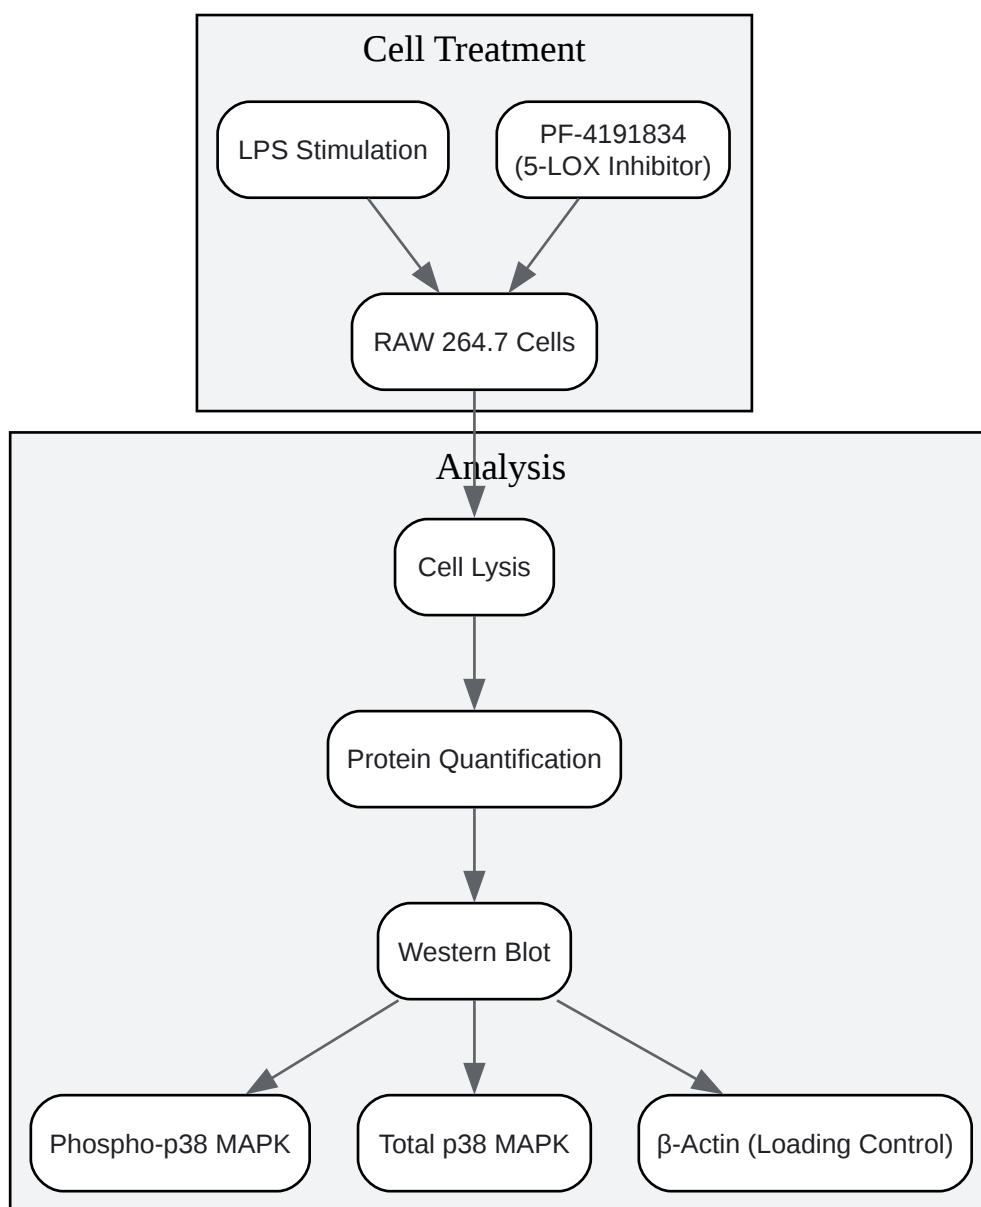 Cell Treatment
LPS Stimulation
PF-4191834
(5-LOX Inhibitor)
RAW 264.7 Cells
Analysis
Cell Lysis
Protein Quantification
Western Blot
Phospho-p38 MAPK
Total p38 MAPK
β-Actin (Loading Control)